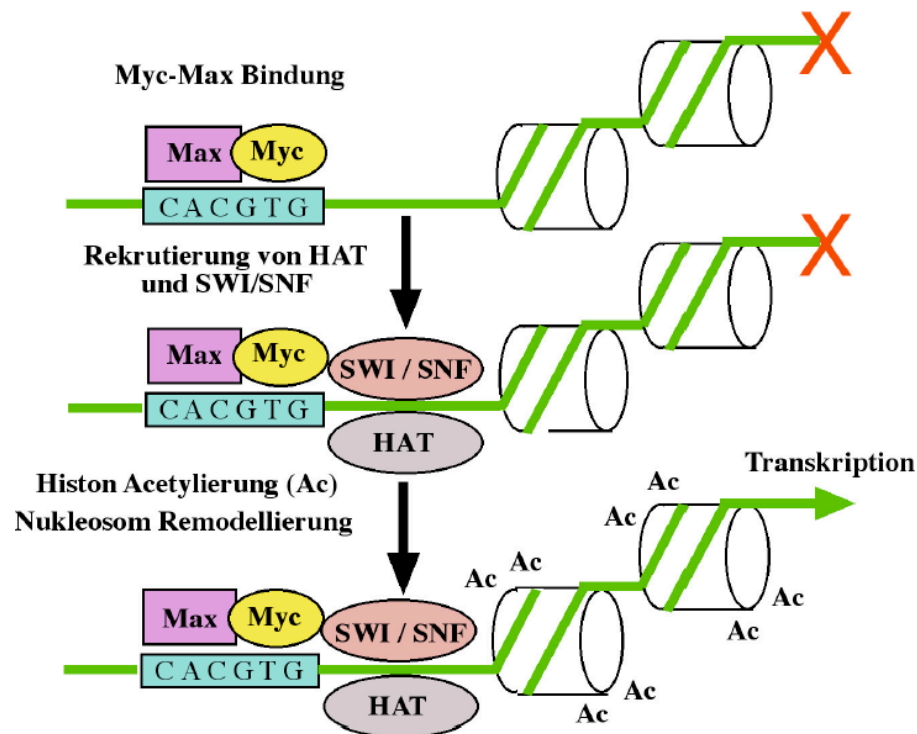 Myc-Max Bindung
X
Max Myc
CACGTG
Rekrutierung von HAT
und SWI/SNF
X
Max Myc SWI / SNF
CACGTG
HAT
Histon Acetylierung (Ac)
Nukleosom Remodellierung
Transkription
Ac
Ac
Ac
Ac
Ac
Ac
Max Myc SWI / SNF
CACGTG
HAT
Ac
Ac